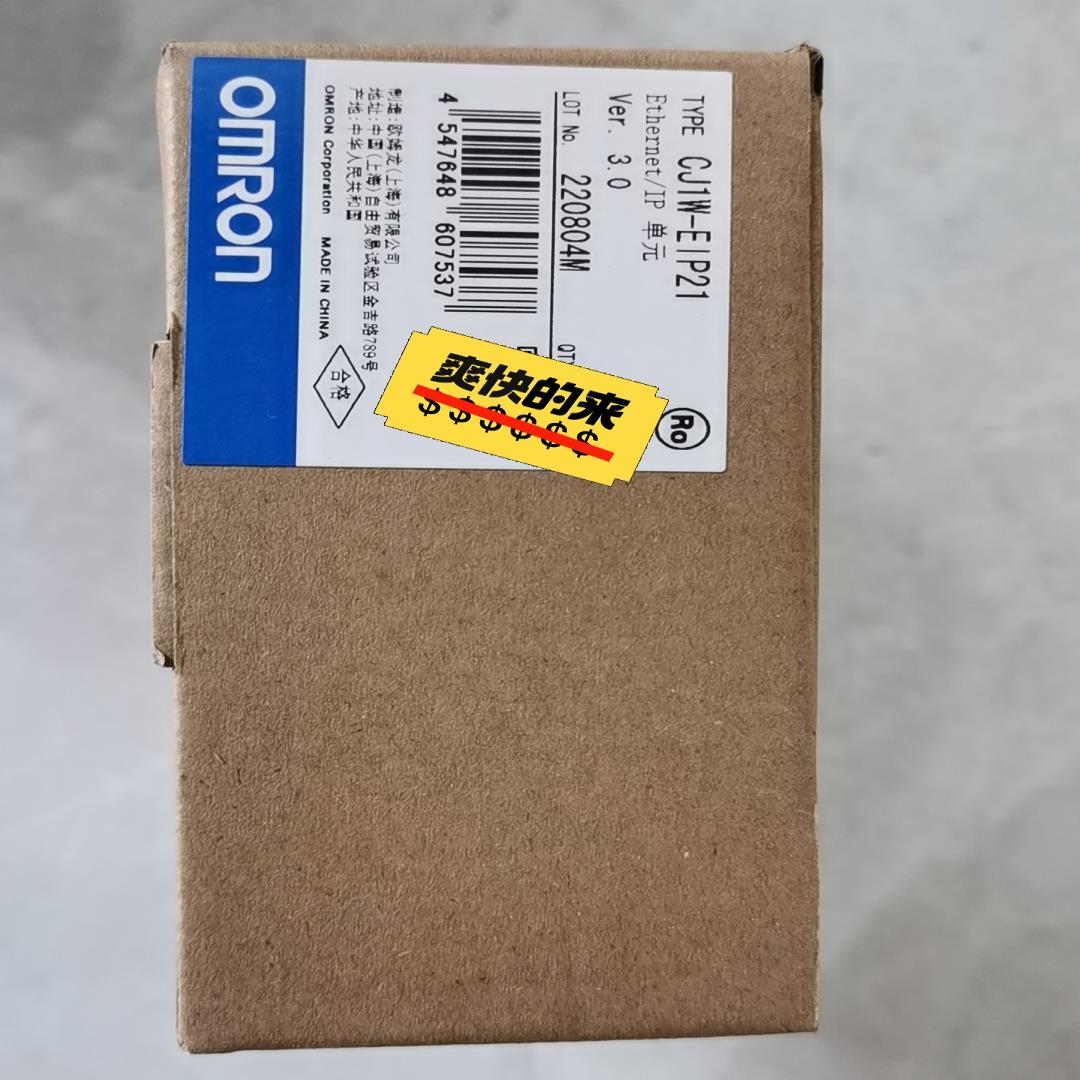 OMRON
TYPE CJ1W-EIP21
Ethernet/IP 单元
Ver. 3.0
LOT No. 220804M
QT
4 547648 607537
制造:欧姆龙(上海)有限公司
地址:中国(上海)自由贸易试验区金吉路789号
产地:中华人民共和国
OMRON Corporation MADE IN CHINA
合格
Ro
爽快的来
$$$$$$